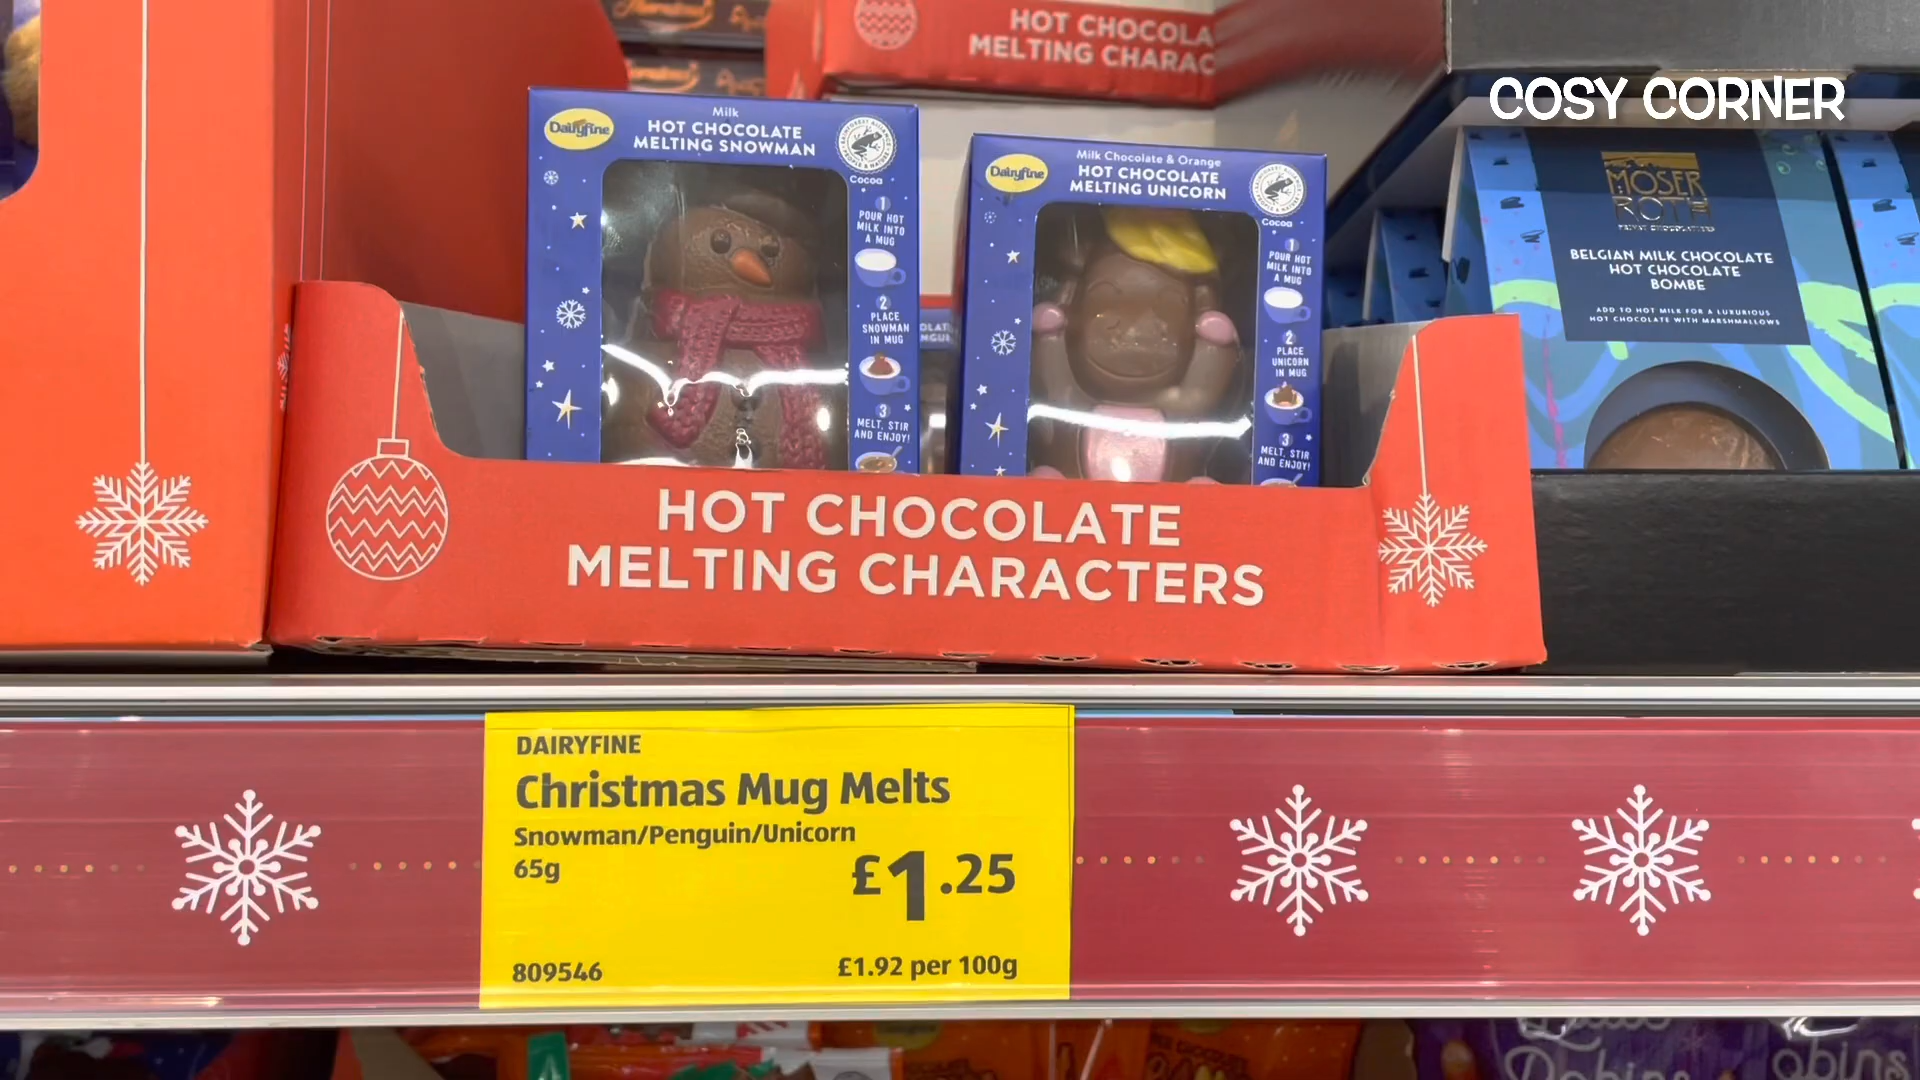 HOT CHOCOLA
MELTING CHARAC
COSY CORNER
Dairyfine
Milk
HOT CHOCOLATE
MELTING SNOWMAN
Cocoa
1
POUR HOT
MILK INTO
A MUG
2
PLACE
SNOWMAN
IN MUG
3
MELT, STIR
AND ENJOY!
Dairyfine
Milk Chocolate & Orange
HOT CHOCOLATE
MELTING UNICORN
Cocoa
1
POUR HOT
MILK INTO
A MUG
2
PLACE
UNICORN
IN MUG
3
MELT, STIR
AND ENJOY!
MOSER
ROTH
PRIVAT CHOCOLATIERS
BELGIAN MILK CHOCOLATE
HOT CHOCOLATE
BOMBE
ADD TO HOT MILK FOR A LUXURIOUS
HOT CHOCOLATE WITH MARSHMALLOWS
HOT CHOCOLATE
MELTING CHARACTERS
DAIRYFINE
Christmas Mug Melts
Snowman/Penguin/Unicorn
65g
£1.25
809546
£1.92 per 100g